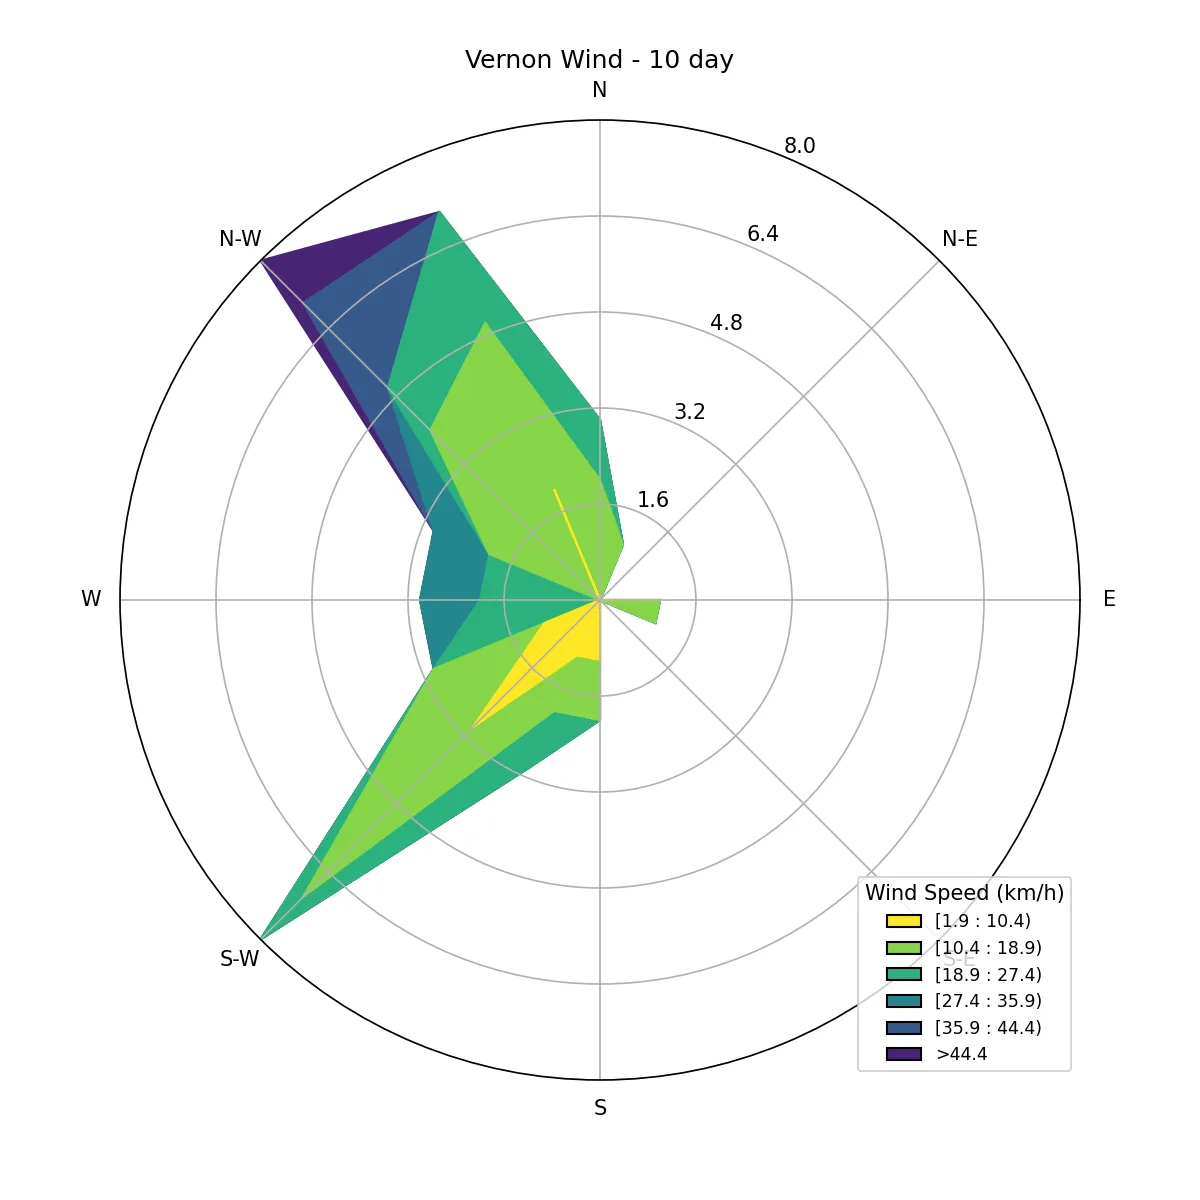 Vernon Wind - 10 day
N
8.0
6.4
N-W
N-E
4.8
3.2
1.6
W
E
Wind Speed (km/h)
[1.9 : 10.4)
[10.4 : 18.9)
S-W
S-E
[18.9 : 27.4)
[27.4 : 35.9)
[35.9 : 44.4)
>44.4
S